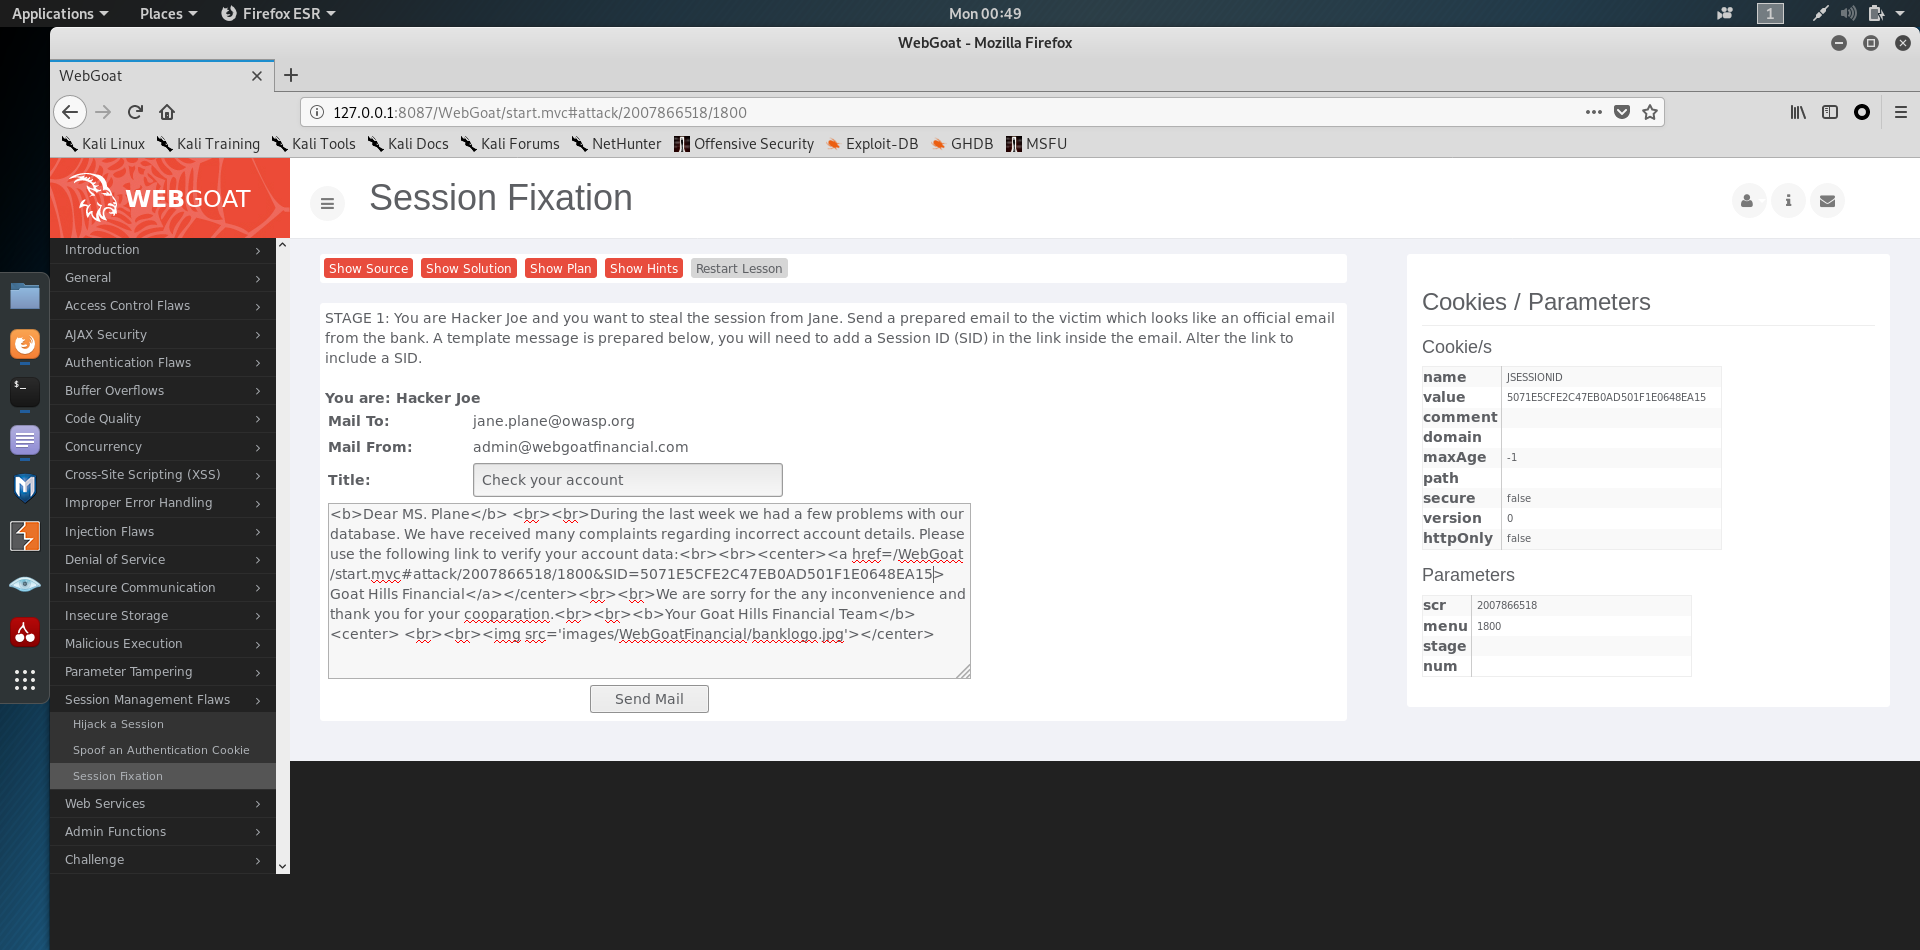 Applications Places Firefox ESR Mon 00:49 1
WebGoat - Mozilla Firefox
WebGoat
127.0.0.1:8087/WebGoat/start.mvc#attack/2007866518/1800
Kali Linux Kali Training Kali Tools Kali Docs Kali Forums NetHunter Offensive Security Exploit-DB GHDB MSFU
WEBGOAT
Session Fixation
Introduction
General
Access Control Flaws
AJAX Security
Authentication Flaws
Buffer Overflows
Code Quality
Concurrency
Cross-Site Scripting (XSS)
Improper Error Handling
Injection Flaws
Denial of Service
Insecure Communication
Insecure Storage
Malicious Execution
Parameter Tampering
Session Management Flaws
Hijack a Session
Spoof an Authentication Cookie
Session Fixation
Web Services
Admin Functions
Challenge
Show Source Show Solution Show Plan Show Hints Restart Lesson
STAGE 1: You are Hacker Joe and you want to steal the session from Jane. Send a prepared email to the victim which looks like an official email
from the bank. A template message is prepared below, you will need to add a Session ID (SID) in the link inside the email. Alter the link to
include a SID.
You are: Hacker Joe
Mail To: jane.plane@owasp.org
Mail From: admin@webgoatfinancial.com
Title: Check your account
<b>Dear MS. Plane</b> <br><br>During the last week we had a few problems with our
database. We have received many complaints regarding incorrect account details. Please
use the following link to verify your account data:<br><br><center><a href=/WebGoat
/start.mvc#attack/2007866518/1800&SID=5071E5CFE2C47EB0AD501F1E0648EA15>
Goat Hills Financial</a></center><br><br>We are sorry for the any inconvenience and
thank you for your cooparation.<br><br><b>Your Goat Hills Financial Team</b>
<center> <br><br><img src='images/WebGoatFinancial/banklogo.jpg'></center>
Send Mail
Cookies / Parameters
Cookie/s
name JSESSIONID
value 5071E5CFE2C47EB0AD501F1E0648EA15
comment
domain
maxAge -1
path
secure false
version 0
httpOnly false
Parameters
scr 2007866518
menu 1800
stage
num